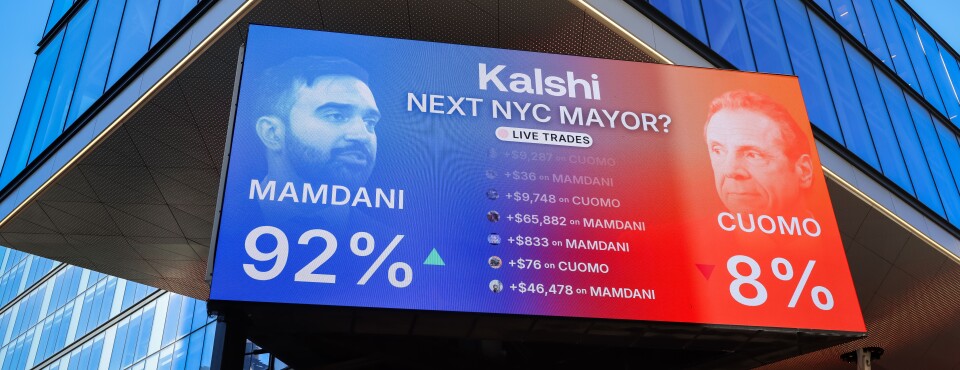 Kalshi
NEXT NYC MAYOR?
LIVE TRADES
+$9,287 on CUOMO
+$36 on MAMDANI
+$9,748 on CUOMO
+$65,882 on MAMDANI
+$833 on MAMDANI
+$76 on CUOMO
+$46,478 on MAMDANI
MAMDANI
92%
CUOMO
8%